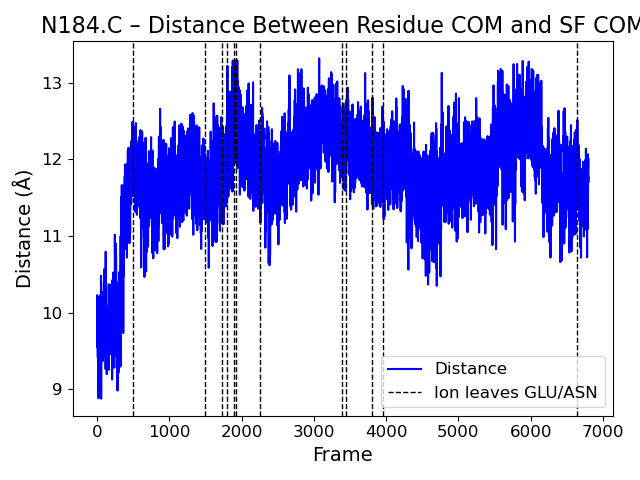 N184.C – Distance Between Residue COM and SF COM
13
12
11
10
9
Distance (Å)
Distance
Ion leaves GLU/ASN
0 1000 2000 3000 4000 5000 6000 7000
Frame